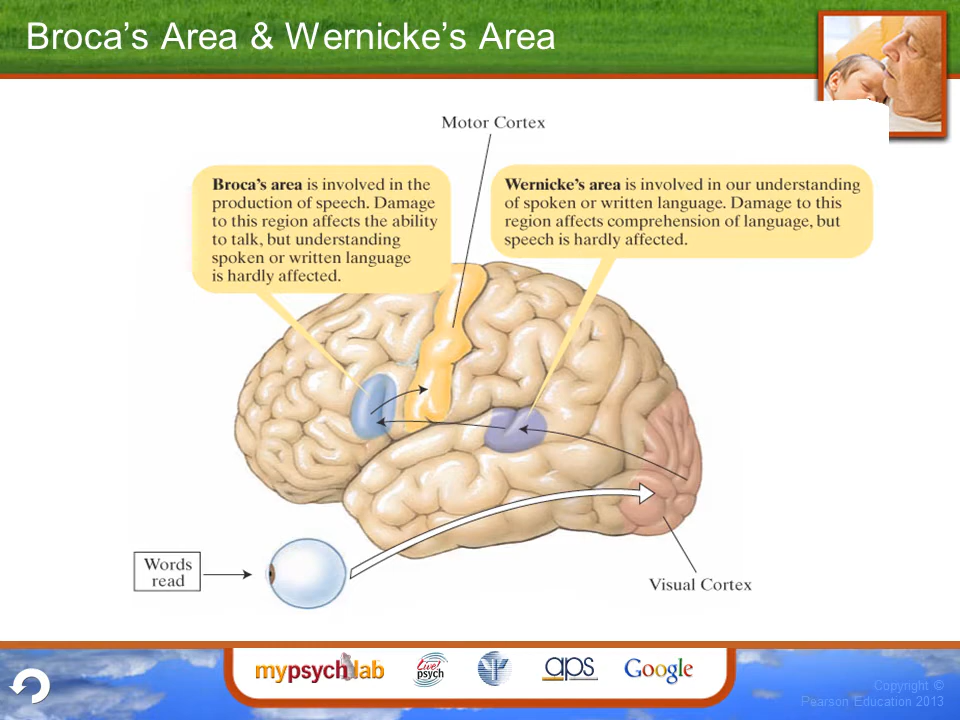 Broca’s Area & Wernicke’s Area
Motor Cortex
Broca’s area is involved in the
production of speech. Damage
to this region affects the ability
to talk, but understanding
spoken or written language
is hardly affected.
Wernicke’s area is involved in our understanding
of spoken or written language. Damage to this
region affects comprehension of language, but
speech is hardly affected.
Words
read
Visual Cortex
mypsychlab
Live!
psych
aps
Google
Copyright ©
Pearson Education 2013